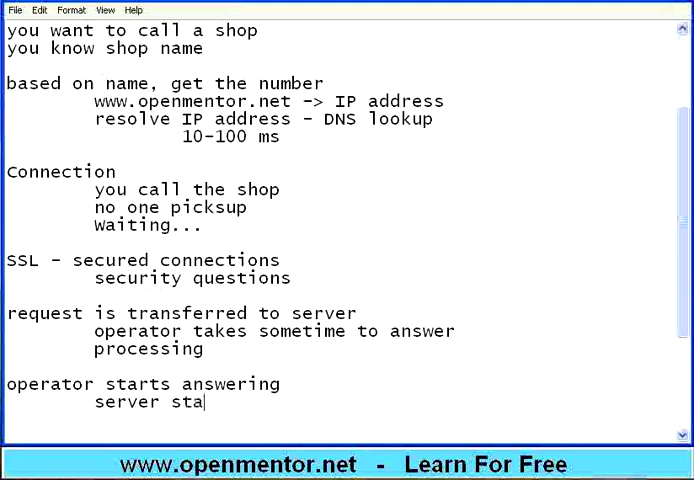 File Edit Format View Help
you want to call a shop
you know shop name
based on name, get the number
www.openmentor.net -> IP address
resolve IP address - DNS lookup
10-100 ms
Connection
you call the shop
no one picksup
Waiting...
SSL - secured connections
security questions
request is transferred to server
operator takes sometime to answer
processing
operator starts answering
server sta
www.openmentor.net - Learn For Free